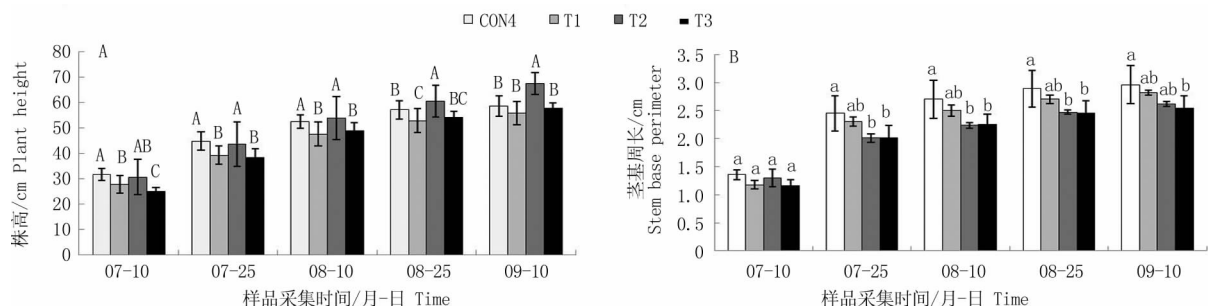 CON4 T1 T2 T3
A
株高/cm Plant height
80
70
60
50
40
30
20
10
0
A B AB C
A B A B
A B A B
B C A BC
B B A B
07-10 07-25 08-10 08-25 09-10
样品采集时间/月-日 Time
B
茎基周长/cm
Stem base perimeter/cm
3.5
3.0
2.5
2.0
1.5
1.0
0.5
0
a a a a
a ab b b
a ab b b
a ab b b
a ab b b
07-10 07-25 08-10 08-25 09-10
样品采集时间/月-日 Time